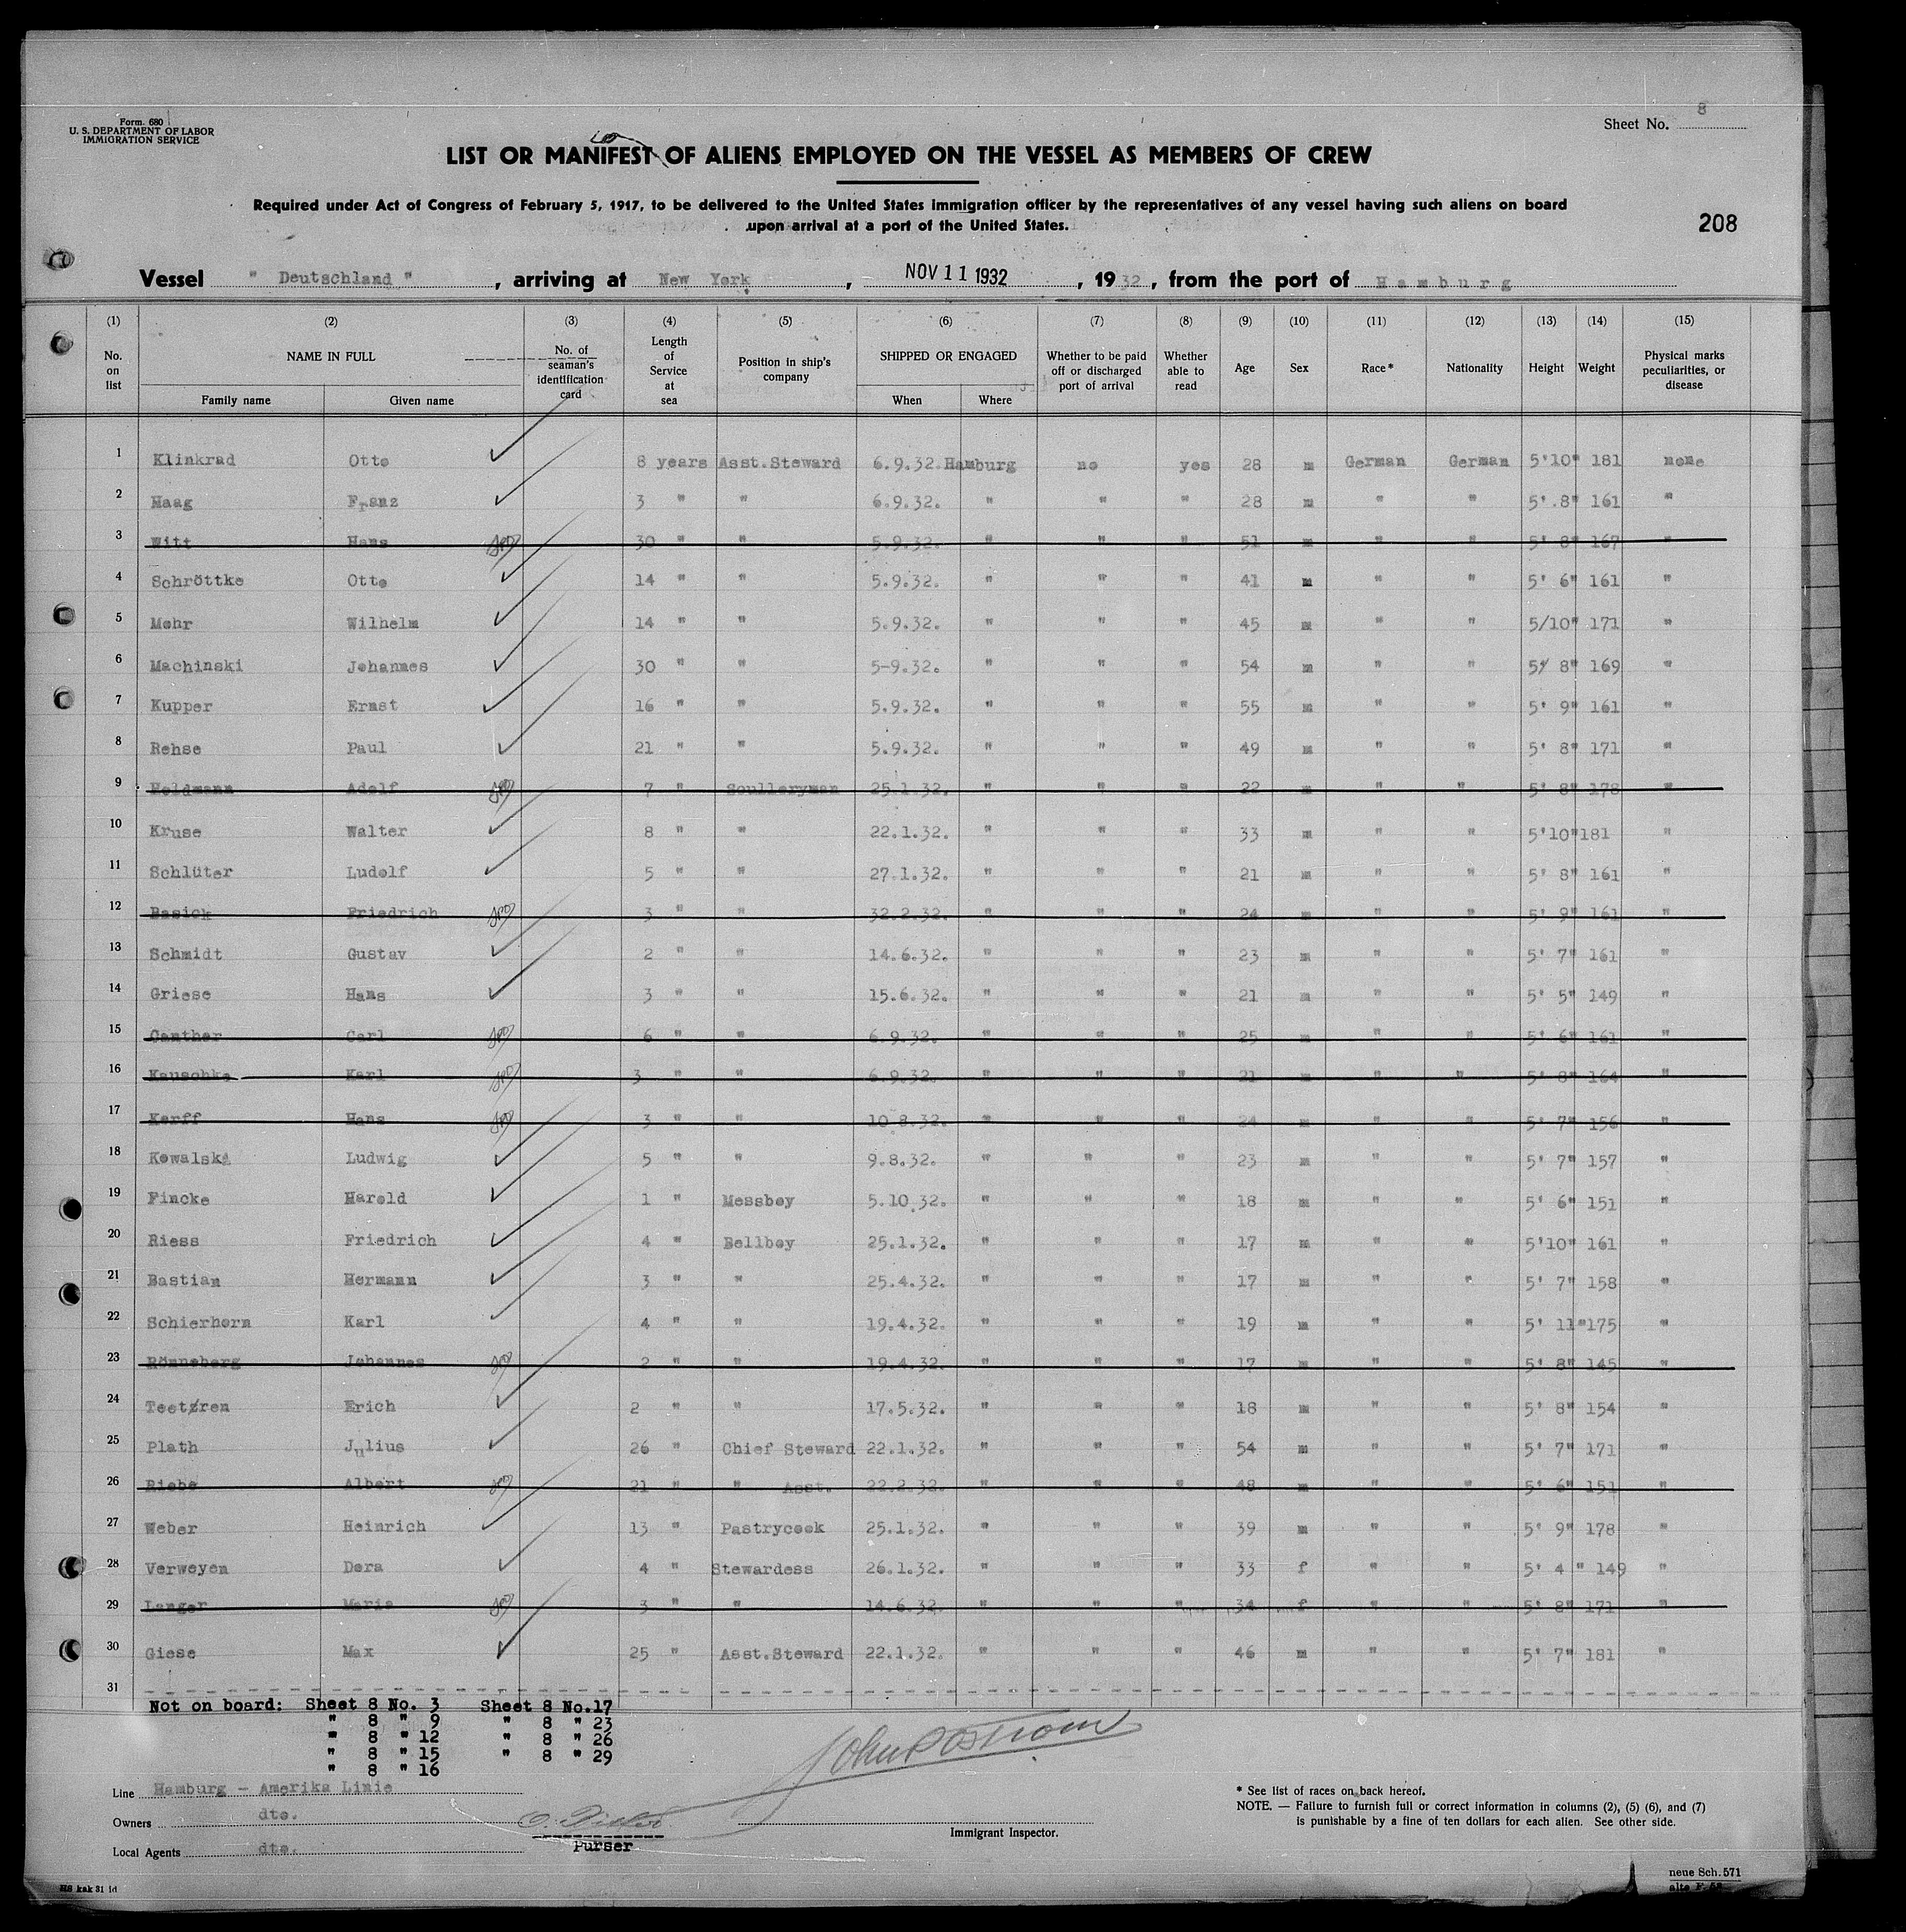 Form 680
U. S. DEPARTMENT OF LABOR
IMMIGRATION SERVICE
Sheet No. 8
LIST OR MANIFEST OF ALIENS EMPLOYED ON THE VESSEL AS MEMBERS OF CREW
Required under Act of Congress of February 5, 1917, to be delivered to the United States immigration officer by the representatives of any vessel having such aliens on board
upon arrival at a port of the United States.
208
Vessel " Deutschland " , arriving at New York , NOV 11 1932 , 1932 , from the port of Hamburg
(1) (2) (3) (4) (5) (6) (7) (8) (9) (10) (11) (12) (13) (14) (15)
No. on list NAME IN FULL Family name Given name No. of seaman's identification card Length of Service at sea Position in ship's company SHIPPED OR ENGAGED When Where Whether to be paid off or discharged port of arrival Whether able to read Age Sex Race* Nationality Height Weight Physical marks peculiarities, or disease
1 Klinkrad Otto 8 years Asst.Steward 6.9.32. Hamburg no yes 28 m German German 5'10" 181 none
2 Haag Franz 3 " " 6.9.32. " " " 28 m " " 5'.8" 161 "
3 Witt Hans 30 " " 5.9.32. " " " 51 m " " 5' 8" 167 "
4 Schröttke Otto 14 " " 5.9.32. " " " 41 m " " 5' 6" 161 "
5 Mohr Wilhelm 14 " " 5.9.32. " " " 45 m " " 5/10" 171 "
6 Machinski Johannes 30 " " 5-9.32. " " " 54 m " " 5/ 8" 169 "
7 Kupper Ernst 16 " " 5.9.32. " " " 55 m " " 5' 9" 161 "
8 Rehse Paul 21 " " 5.9.32. " " " 49 m " " 5' 8" 171 "
9 Heldmann Adolf 7 " Sculleryman 25.1.32. " " " 22 m " " 5' 8" 178 "
10 Kruse Walter 8 " " 22.1.32. " " " 33 m " " 5'10" 181 "
11 Schlüter Ludolf 5 " " 27.1.32. " " " 21 m " " 5' 8" 161 "
12 Basick Friedrich 3 " " 32.2.32. " " " 24 m " " 5' 9" 161 "
13 Schmidt Gustav 2 " " 14.6.32. " " " 23 m " " 5' 7" 161 "
14 Griese Hans 3 " " 15.6.32. " " " 21 m " " 5' 5" 149 "
15 Canther Carl 6 " " 6.9.32. " " " 25 m " " 5' 6" 161 "
16 Kauschke Karl 3 " " 6.9.32. " " " 21 m " " 5' 8" 164 "
17 Korff Hans 3 " " 10.8.32. " " " 24 m " " 5' 7" 156 "
18 Kowalski Ludwig 5 " " 9.8.32. " " " 23 m " " 5' 7" 157 "
19 Fincke Harold 1 " Messboy 5.10.32. " " " 18 m " " 5' 6" 151 "
20 Riess Friedrich 4 " Bellboy 25.1.32. " " " 17 m " " 5'10" 161 "
21 Bastian Hermann 3 " " 25.4.32. " " " 17 m " " 5' 7" 158 "
22 Schierhorn Karl 4 " " 19.4.32. " " " 19 m " " 5' 11" 175 "
23 Rönneberg Johannes 2 " " 19.4.32. " " " 17 m " " 5' 8" 145 "
24 Erich 2 " " 17.5.32. " " " 18 m " " 5' 8" 154 "
25 Plath Julius 26 " Chief Steward 22.1.32. " " " 54 m " " 5' 7" 171 "
26 Riebe Albert 21 " " Asst. 22.2.32. " " " 48 m " " 5' 6" 151 "
27 Weber Heinrich 13 " Pastrycook 25.1.32. " " " 39 m " " 5' 9" 178 "
28 Verweyen Dora 4 " Stewardess 26.1.32. " " " 33 f " " 5' 4 " 149 "
29 Langer Maria 3 " " 14.6.32. " " " 34 f " " 5' 8" 171 "
30 Giese Max 25 " Asst.Steward 22.1.32. " " " 46 m " " 5' 7" 181 "
31
Not on board: Sheet 8 No. 3 Sheet 8 No.17
" 8 " 9 " 8 " 23
" 8 " 12 " 8 " 26
" 8 " 15 " 8 " 29
" 8 " 16
Line Hamburg - Amerika Linie
Owners dto.
Local Agents dto.
Purser
Immigrant Inspector.
* See list of races on back hereof.
NOTE. — Failure to furnish full or correct information in columns (2), (5) (6), and (7)
is punishable by a fine of ten dollars for each alien. See other side.
neue Sch. 571
alte F. 52
HS kak 31 1d